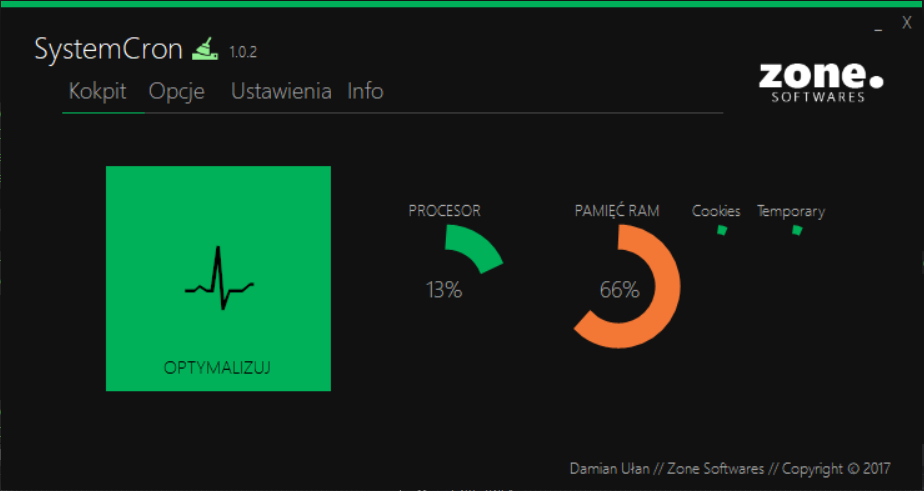 _ X
SystemCron 1.0.2
Kokpit Opcje Ustawienia Info
zone.
SOFTWARES
PROCESOR PAMIĘĆ RAM Cookies Temporary
13% 66%
OPTYMALIZUJ
Damian Ułan // Zone Softwares // Copyright © 2017